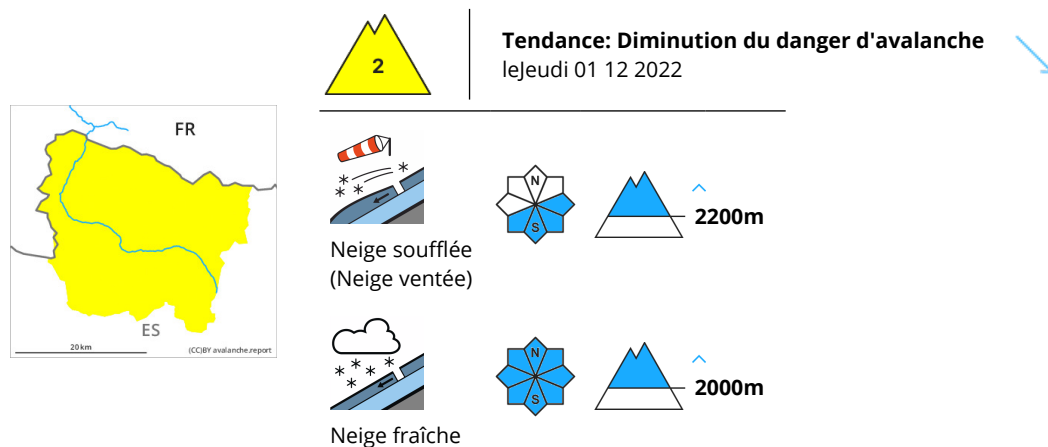 2
Tendance: Diminution du danger d'avalanche
leJeudi 01 12 2022
FR
ES
20 km
(CC)BY avalanche.report
N
S
2200m
Neige soufflée
(Neige ventée)
N
S
2000m
Neige fraîche